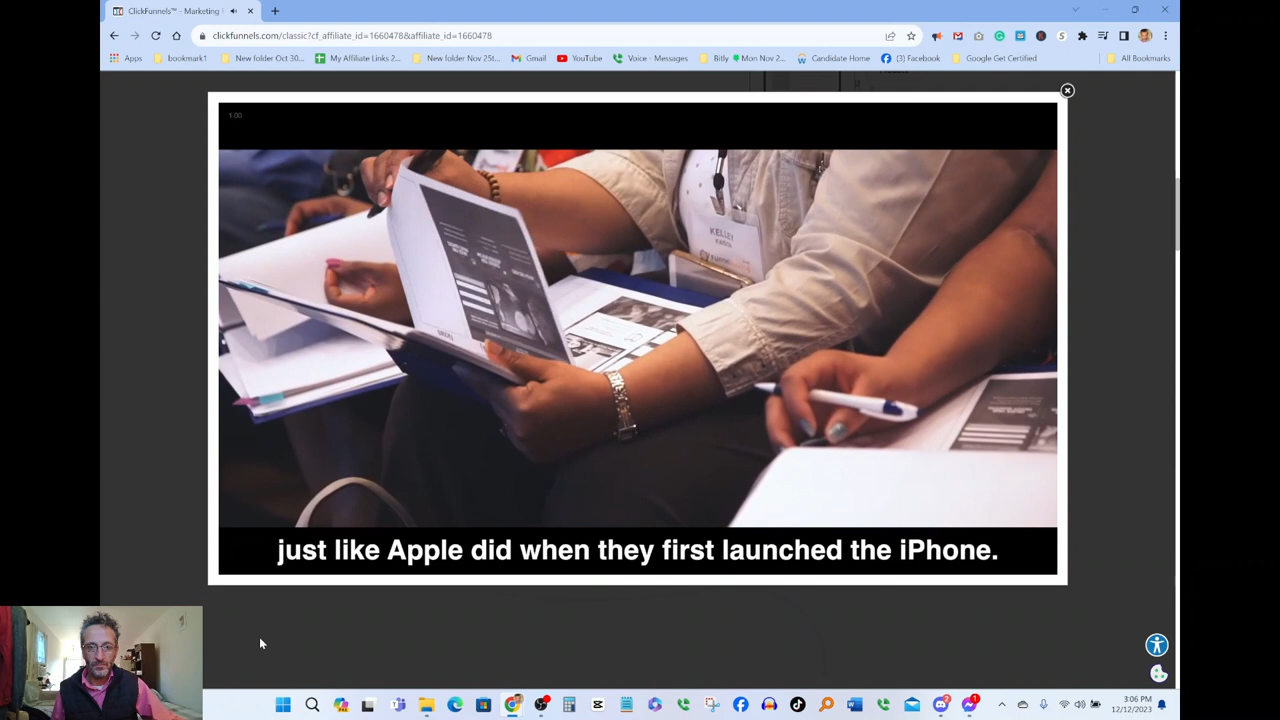 ClickFunnels™ - Marketing F
clickfunnels.com/classic?cf_affiliate_id=1660478&affiliate_id=1660478
Apps
bookmark1
New folder Oct 30...
My Affiliate Links 2...
New folder Nov 25t...
Gmail
YouTube
Voice - Messages
Bitly
Mon Nov 2...
Candidate Home
(3) Facebook
Google Get Certified
All Bookmarks
1.00
KELLEY
just like Apple did when they first launched the iPhone.
3:06 PM
12/12/2023